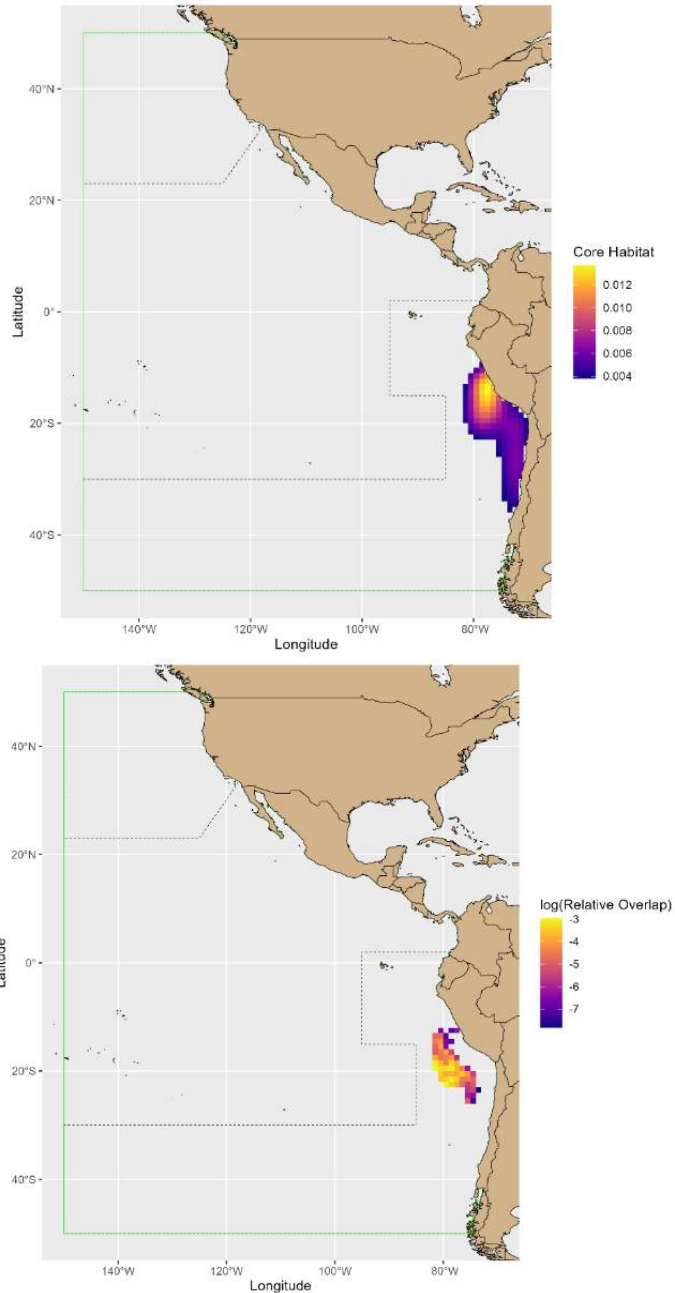 40°N
20°N
0°
20°S
40°S
Latitude
140°W 120°W 100°W 80°W
Longitude
Core Habitat
0.012
0.010
0.008
0.006
0.004
40°N
20°N
0°
20°S
40°S
Latitude
140°W 120°W 100°W 80°W
Longitude
log(Relative Overlap)
-3
-4
-5
-6
-7